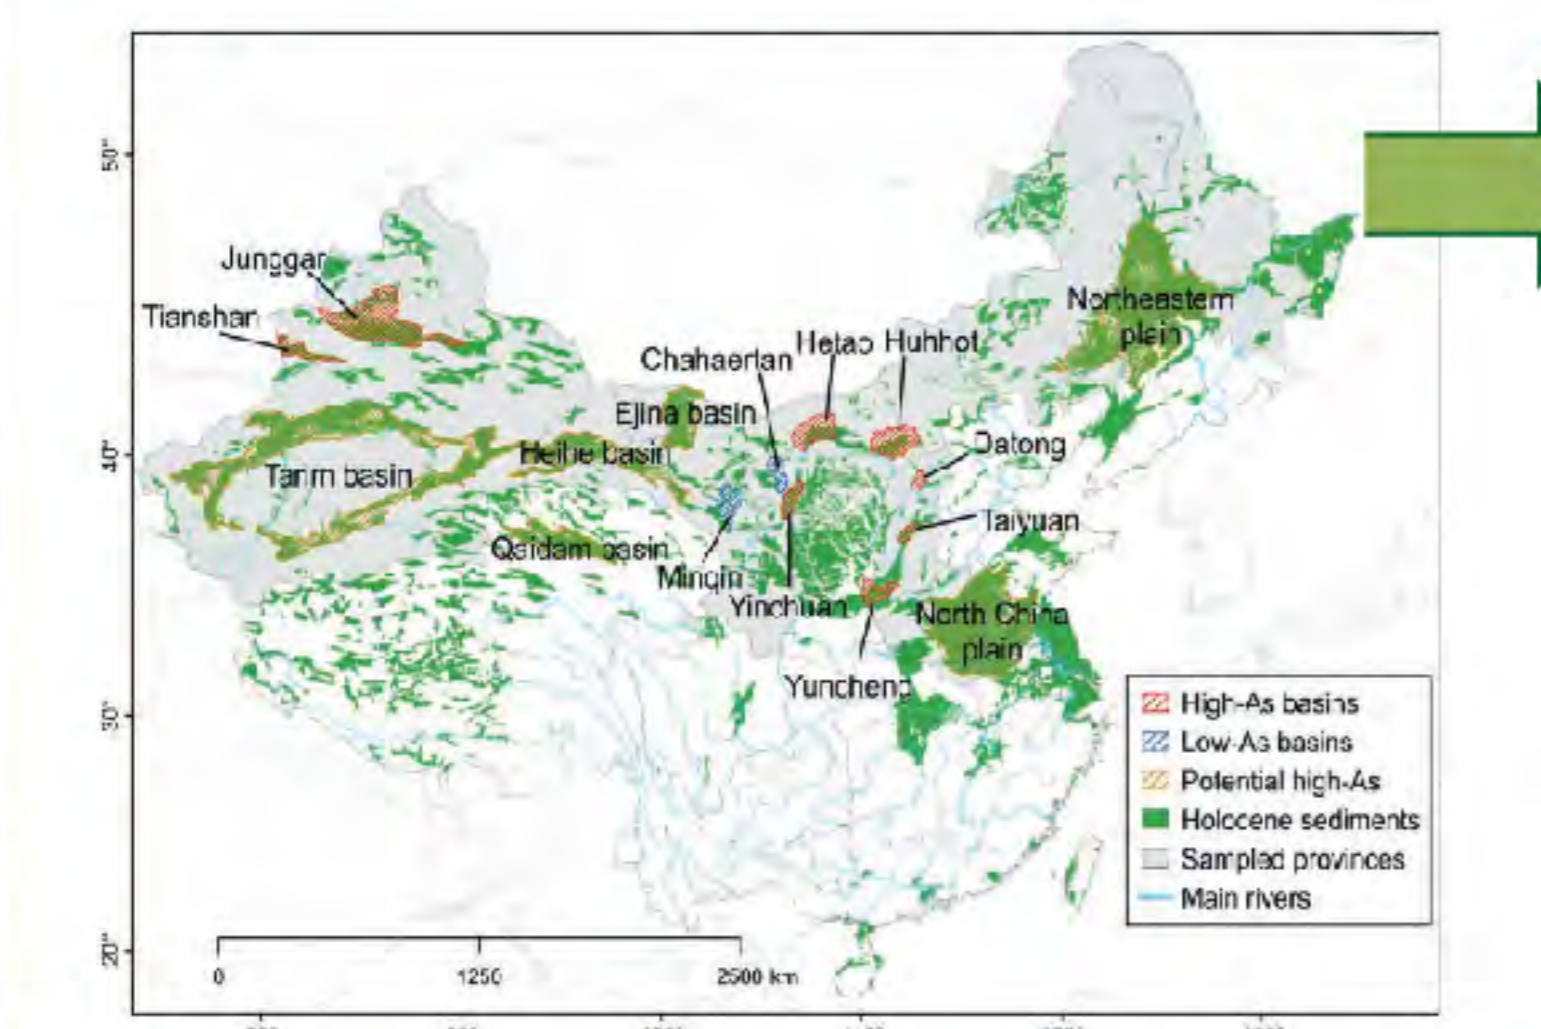 50°
Junggar
Tianshan
Northeastern
plain
Chahaertan
Hetao
Huhhot
Ejina basin
40°
Heihe basin
Datong
Tarim basin
Taiyuan
Qaidam basin
Minqin
Yinchuan
North China
plain
Yuncheng
30°
High-As basins
Low-As basins
Potential high-As
Holocene sediments
Sampled provinces
Main rivers
20°
0
1250
2500 km